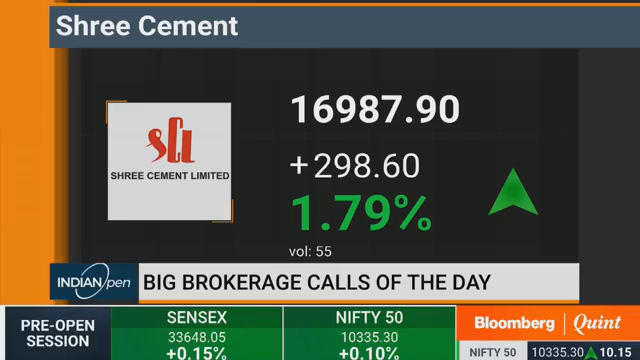 Shree Cement
16987.90
SCL
SHREE CEMENT LIMITED
+298.60
1.79%
vol: 55
INDIAN Open
BIG BROKERAGE CALLS OF THE DAY
PRE-OPEN SESSION
SENSEX
33648.05
+0.15%
NIFTY 50
10335.30
+0.10%
Bloomberg | Quint
NIFTY 50 10335.30 ▲ 10.15